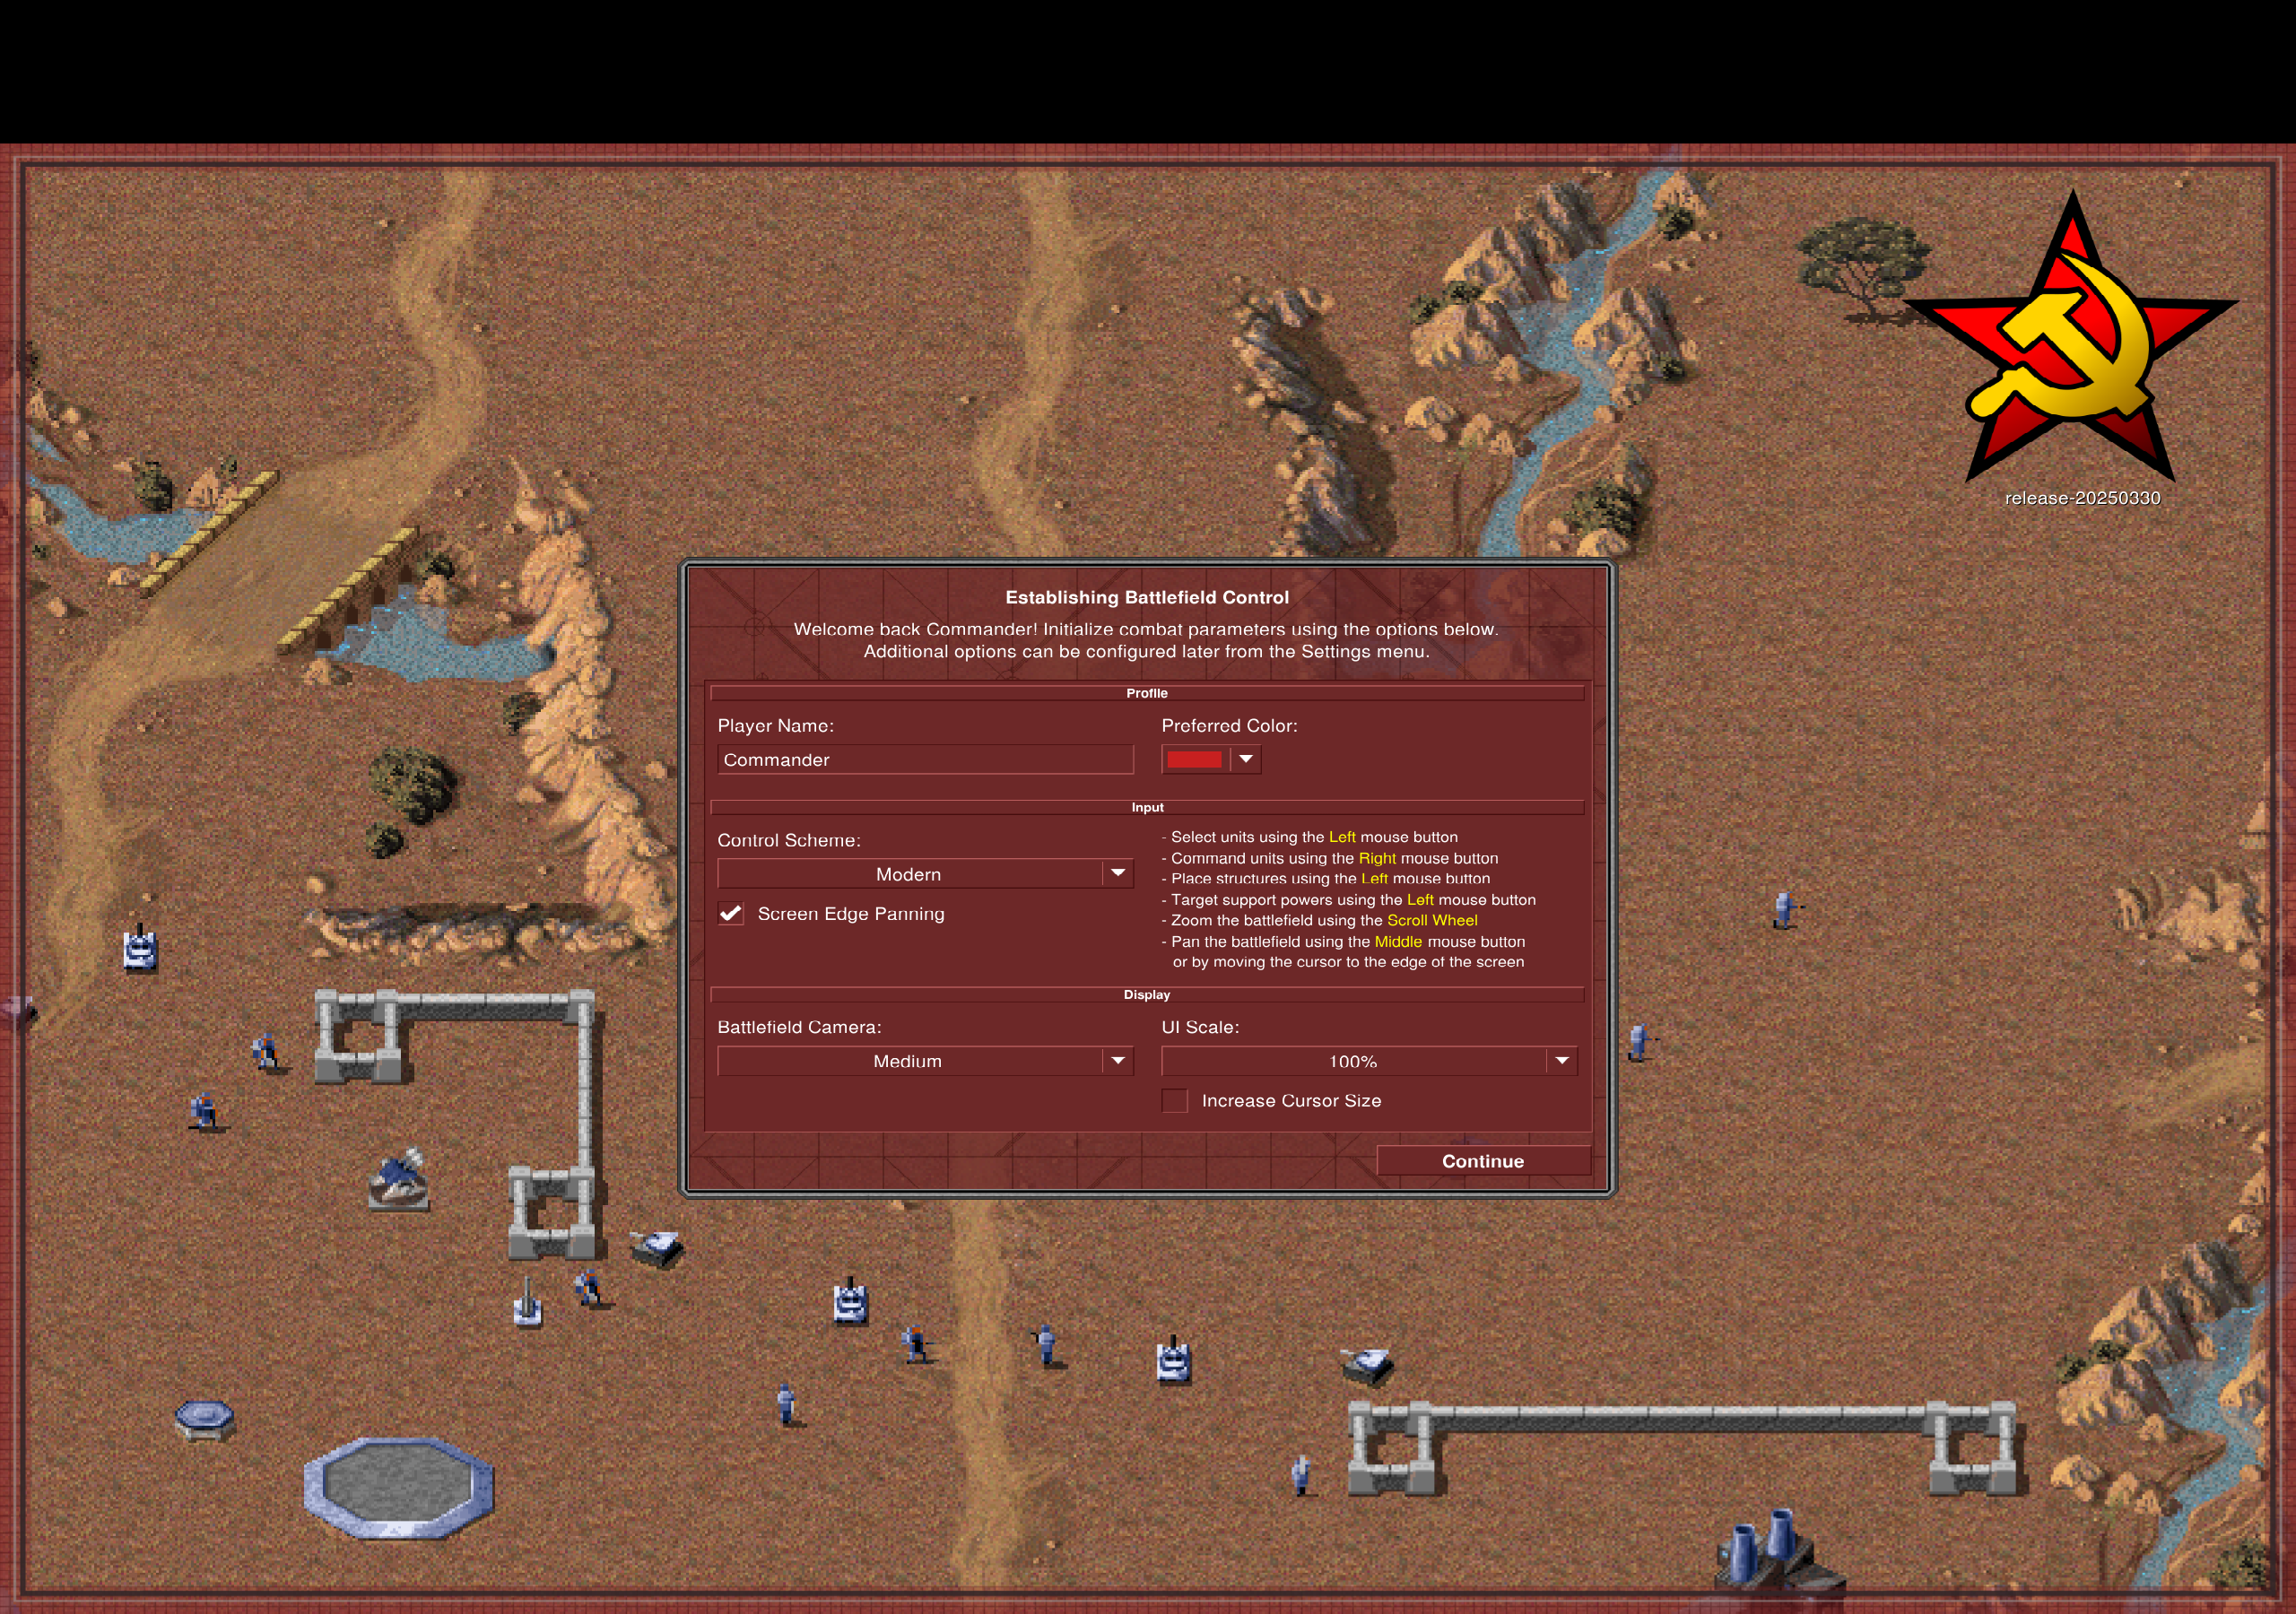 release-20250330
Establishing Battlefield Control
Welcome back Commander! Initialize combat parameters using the options below.
Additional options can be configured later from the Settings menu.
Profile
Player Name:
Preferred Color:
Commander
Input
Control Scheme:
Modern
Screen Edge Panning
- Select units using the Left mouse button
- Command units using the Right mouse button
- Place structures using the Left mouse button
- Target support powers using the Left mouse button
- Zoom the battlefield using the Scroll Wheel
- Pan the battlefield using the Middle mouse button
or by moving the cursor to the edge of the screen
Display
Battlefield Camera:
Medium
UI Scale:
100%
Increase Cursor Size
Continue